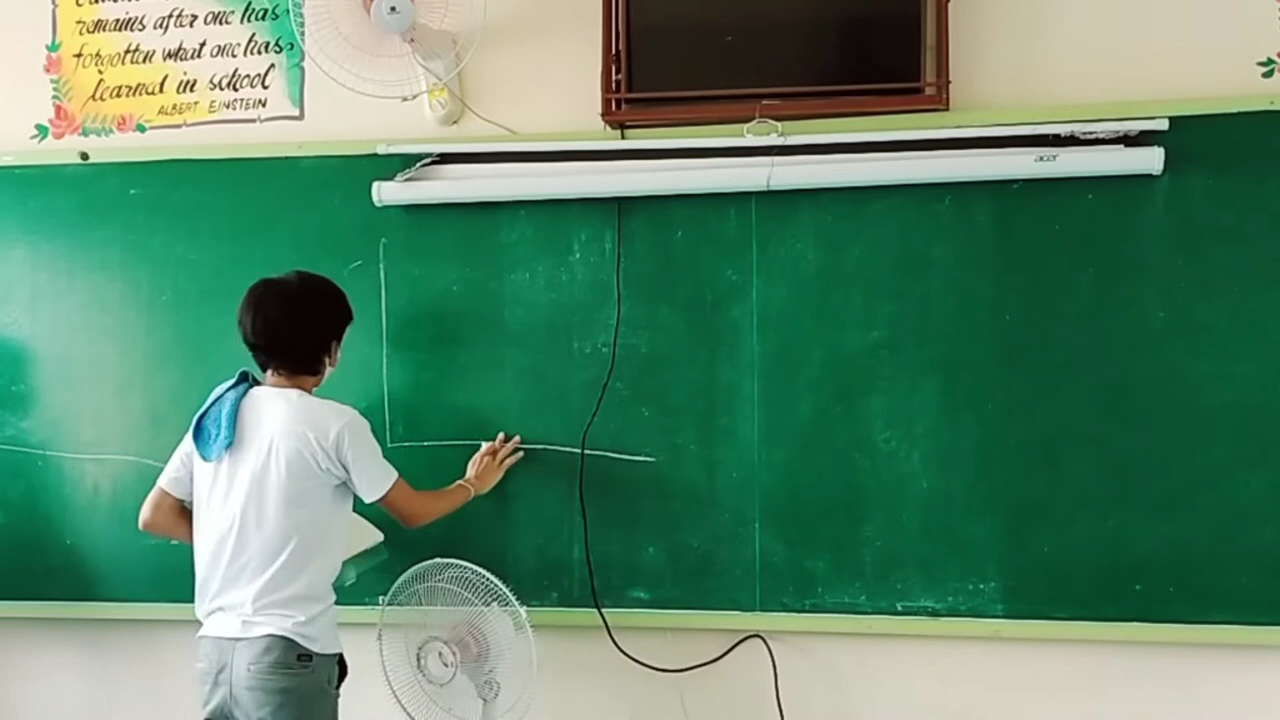 remains after one has
forgotten what one has
learned in school
ALBERT EINSTEIN
acer